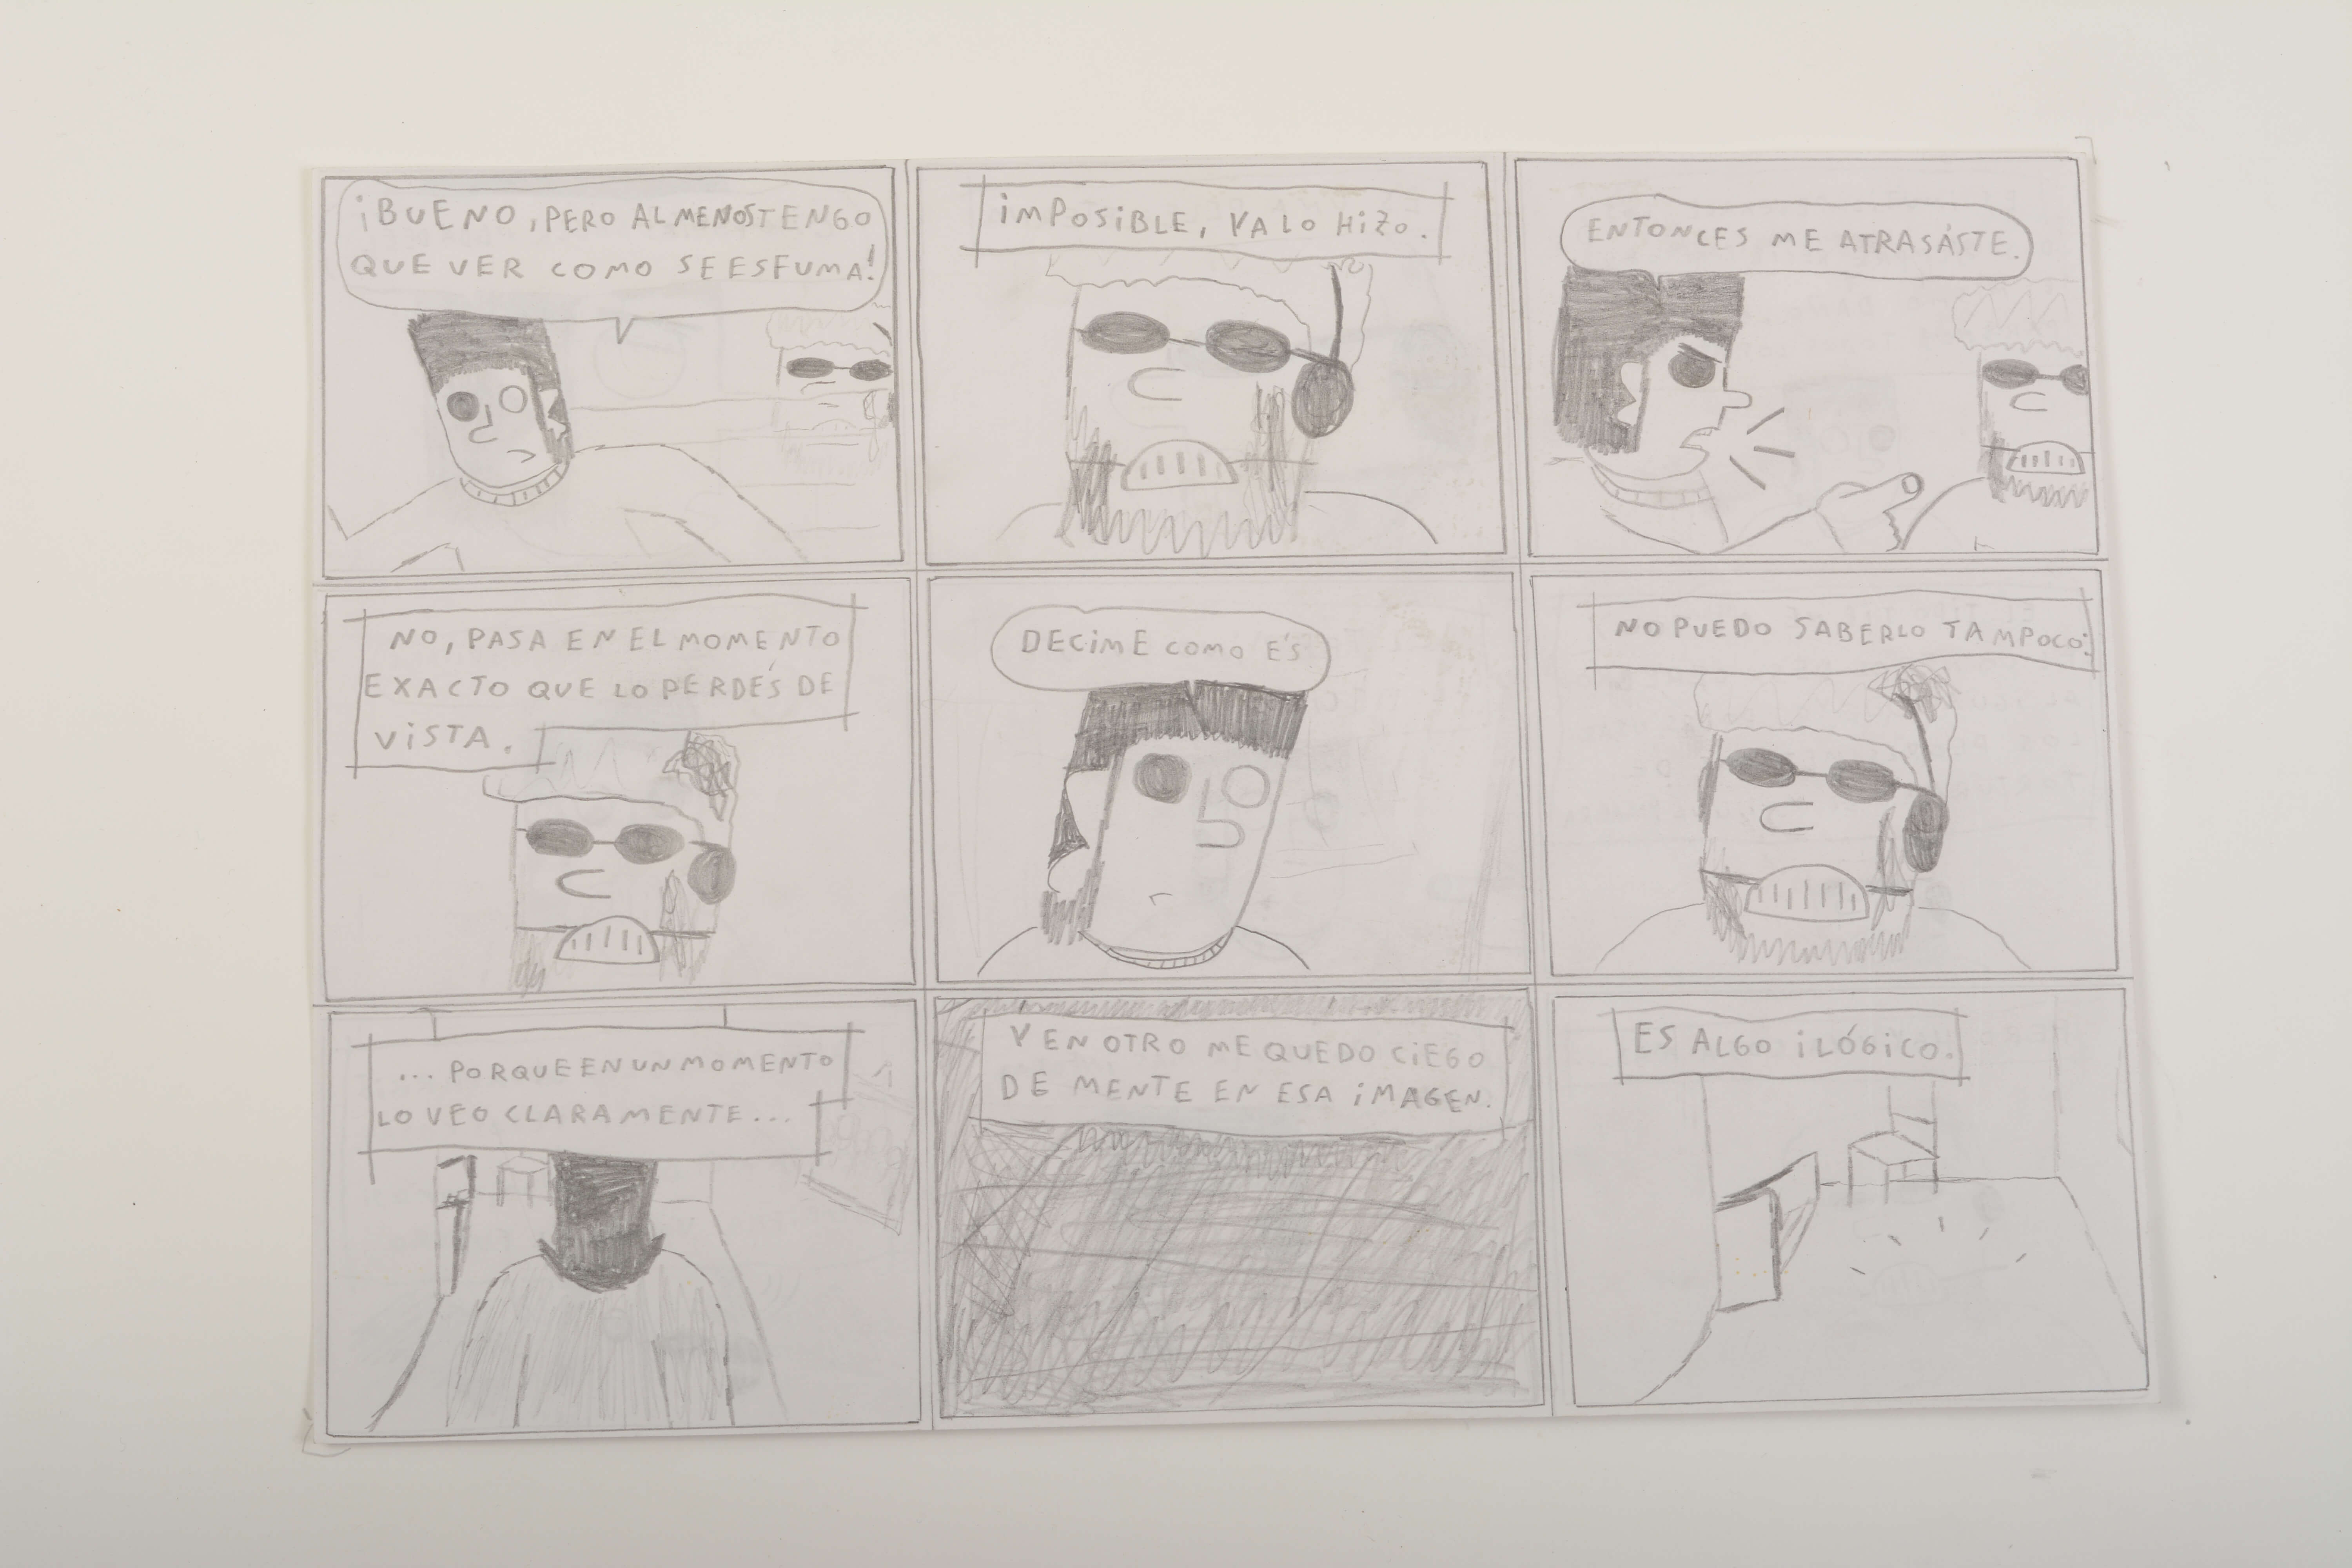 ¡BUENO, PERO AL MENOS TENGO
QUE VER COMO SE ESFUMA!
IMPOSIBLE, YA LO HIZO.
ENTONCES ME ATRASÁSTE.
NO, PASA EN EL MOMENTO
EXACTO QUE LO PERDÉS DE
VISTA.
DECIME COMO ES
NO PUEDO SABERLO TAMPOCO:
... PORQUE EN UN MOMENTO
LO VEO CLARAMENTE...
Y EN OTRO ME QUEDO CIEGO
DE MENTE EN ESA IMAGEN.
ES ALGO ILÓGICO.